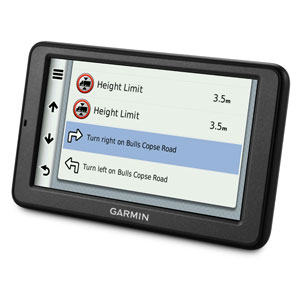 Height Limit
3.5m
Height Limit
3.5m
Turn right on Bulls Copse Road
Turn left on Bulls Copse Road
GARMIN